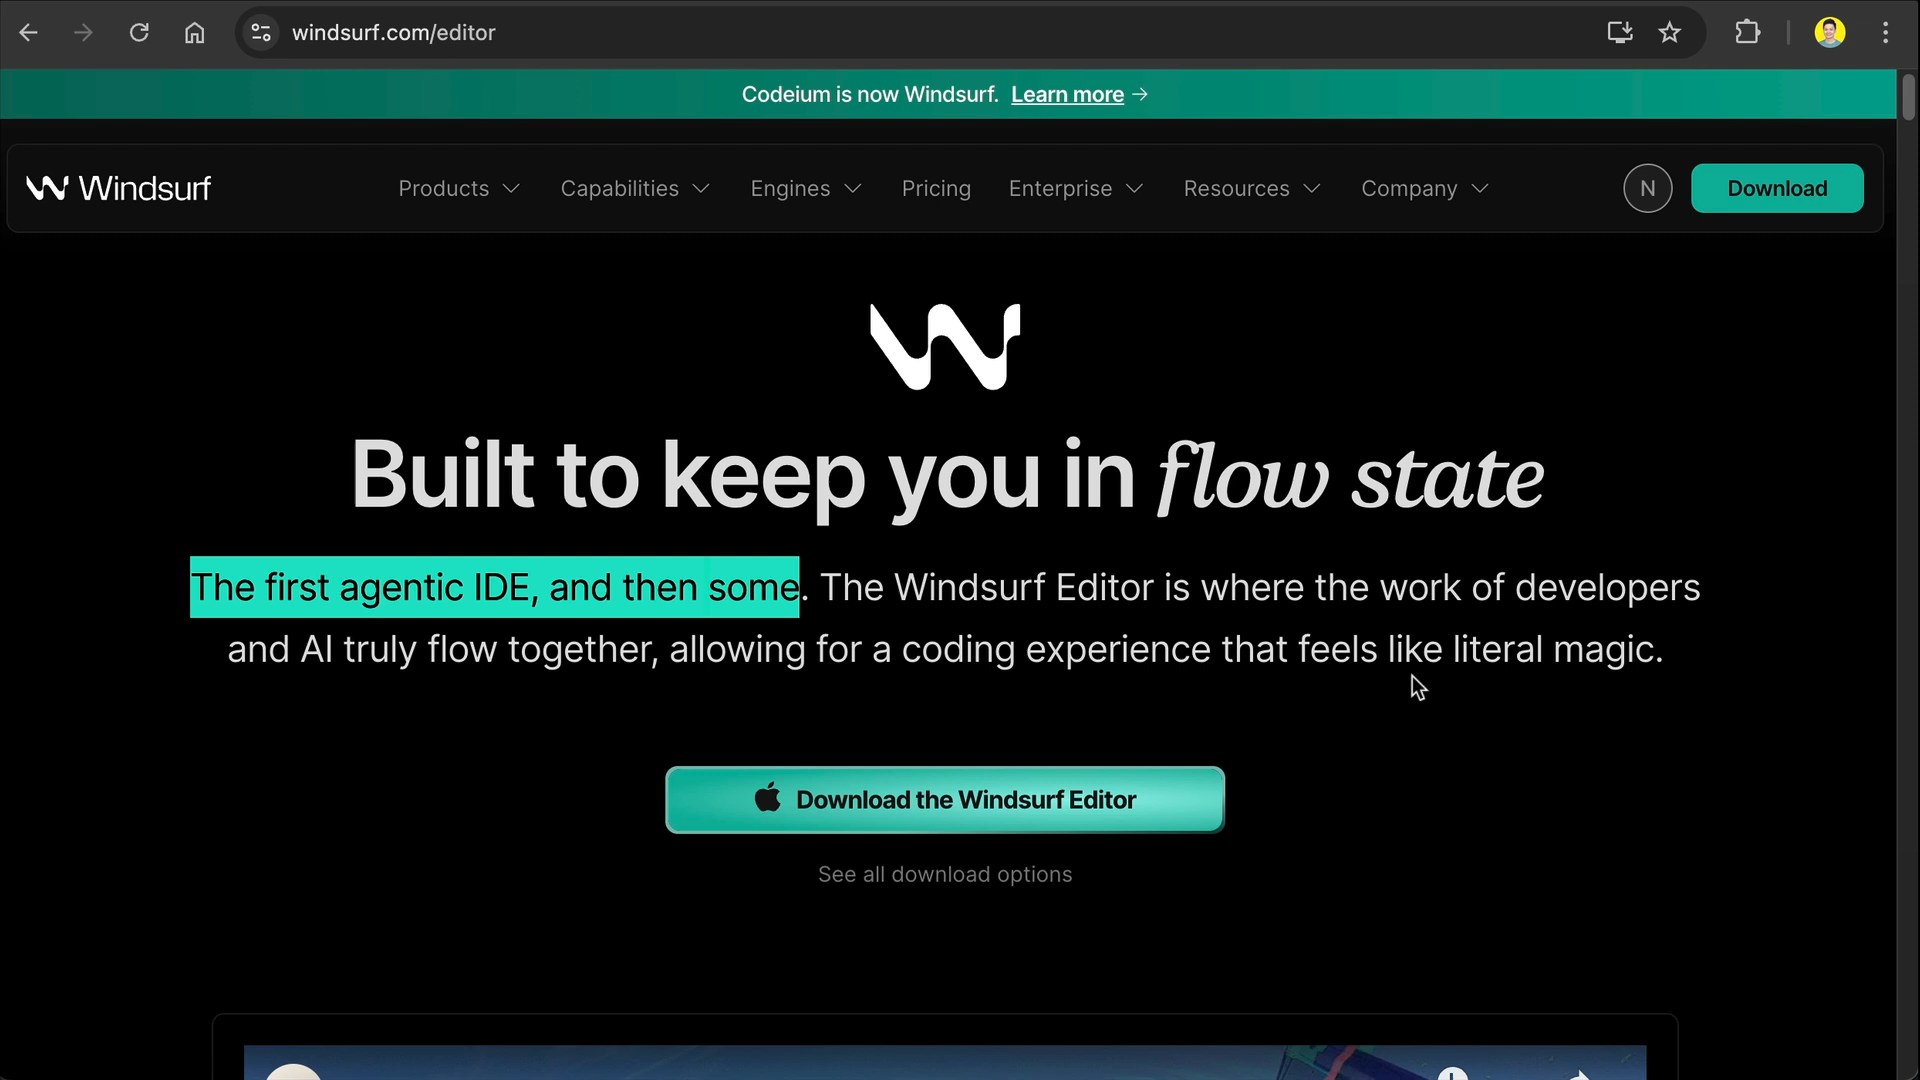 windsurf.com/editor
Codeium is now Windsurf. Learn more →
Windsurf Products Capabilities Engines Pricing Enterprise Resources Company N Download
Built to keep you in flow state
The first agentic IDE, and then some. The Windsurf Editor is where the work of developers
and AI truly flow together, allowing for a coding experience that feels like literal magic.
Download the Windsurf Editor
See all download options